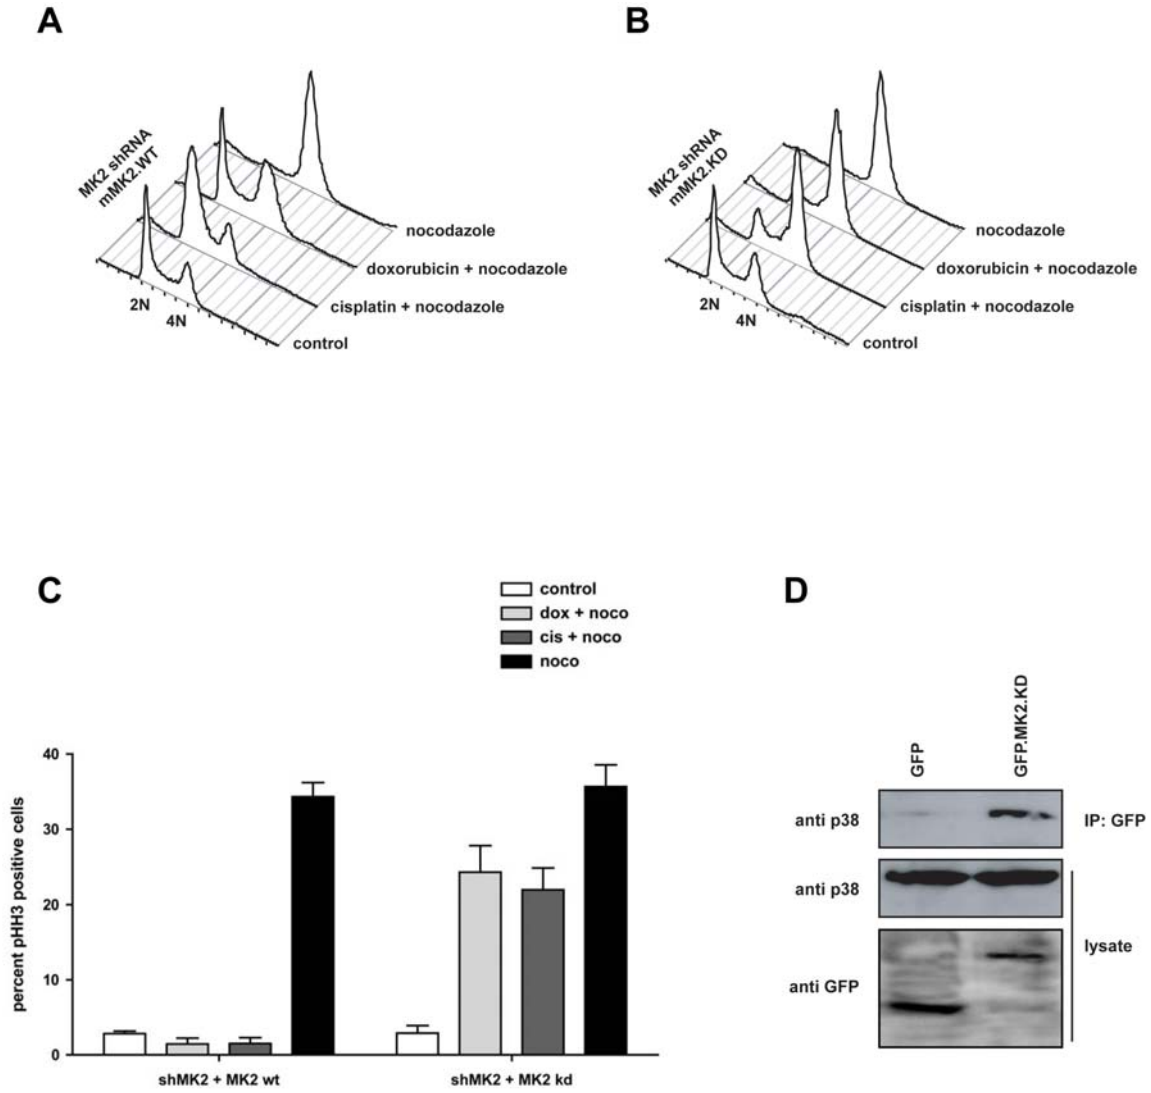 A
MK2 shRNA
mMK2.WT
nocodazole
doxorubicin + nocodazole
cisplatin + nocodazole
control
2N
4N
B
MK2 shRNA
mMK2.KD
nocodazole
doxorubicin + nocodazole
cisplatin + nocodazole
control
2N
4N
C
control
dox + noco
cis + noco
noco
percent pHH3 positive cells
40
30
20
10
0
shMK2 + MK2 wt
shMK2 + MK2 kd
D
GFP
GFP.MK2.KD
anti p38
IP: GFP
anti p38
lysate
anti GFP